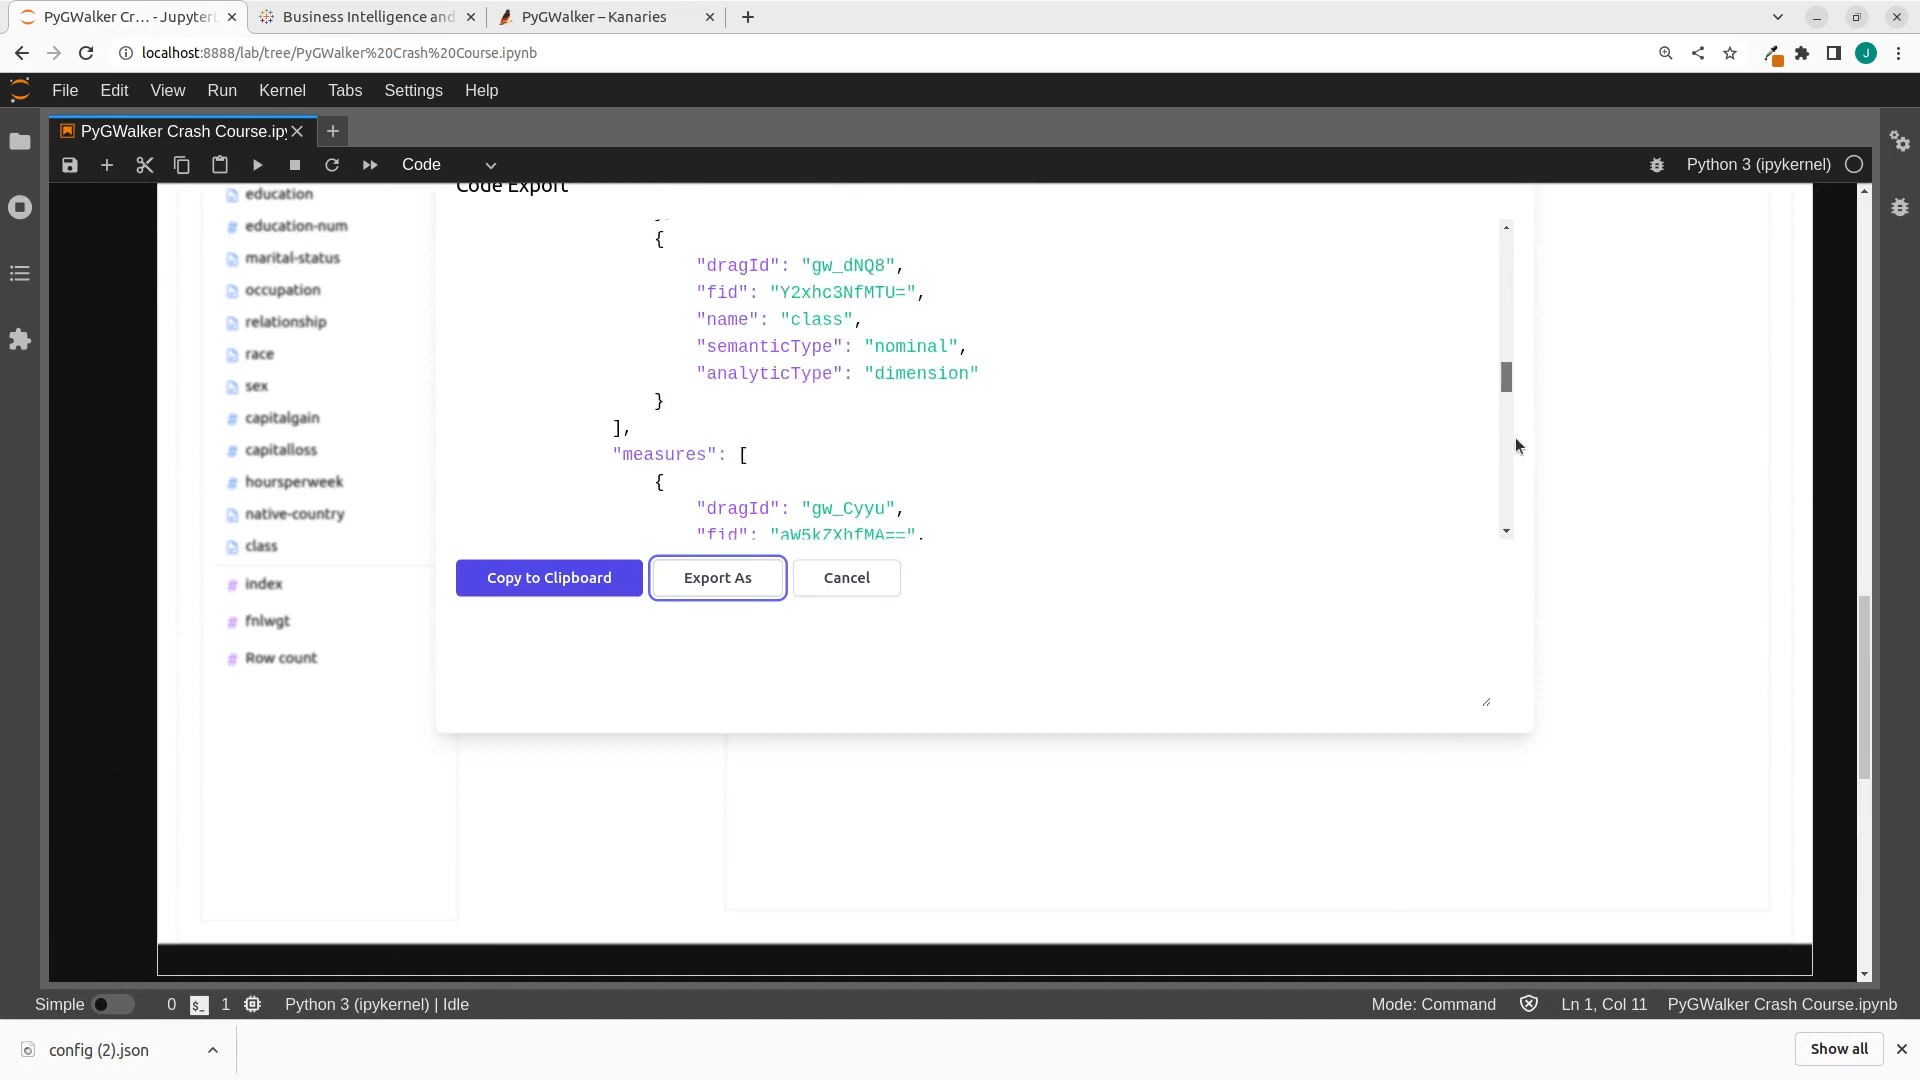 PyGWalker Cr… - JupyterL
Business Intelligence and
PyGWalker – Kanaries
localhost:8888/lab/tree/PyGWalker%20Crash%20Course.ipynb
J
File Edit View Run Kernel Tabs Settings Help
PyGWalker Crash Course.ipy
Code
Python 3 (ipykernel)
education
# education-num
marital-status
occupation
relationship
race
sex
# capitalgain
# capitalloss
# hoursperweek
native-country
class
# index
# fnlwgt
# Row count
Code Export
{
"dragId": "gw_dNQ8",
"fid": "Y2xhc3NfMTU=",
"name": "class",
"semanticType": "nominal",
"analyticType": "dimension"
}
],
"measures": [
{
"dragId": "gw_Cyyu",
"fid": "aW5kZXhfMA==",
Copy to Clipboard
Export As
Cancel
Simple
0
$_
1
Python 3 (ipykernel) | Idle
Mode: Command
Ln 1, Col 11
PyGWalker Crash Course.ipynb
config (2).json
Show all